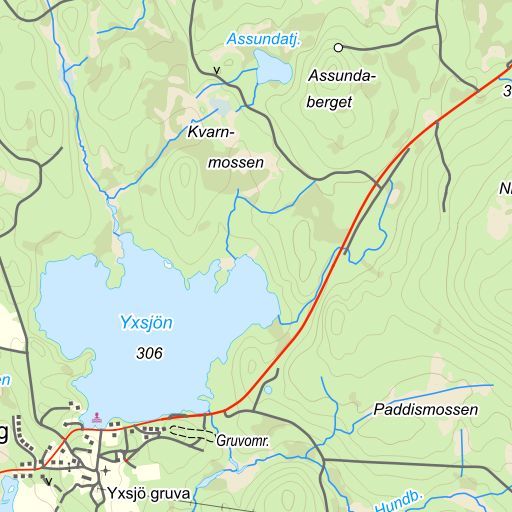 Assundatj.
v
Assunda-
berget
Kvarn-
mossen
Yxsjön
306
Paddismossen
Gruvomr.
v
Yxsjö gruva
Hundb.